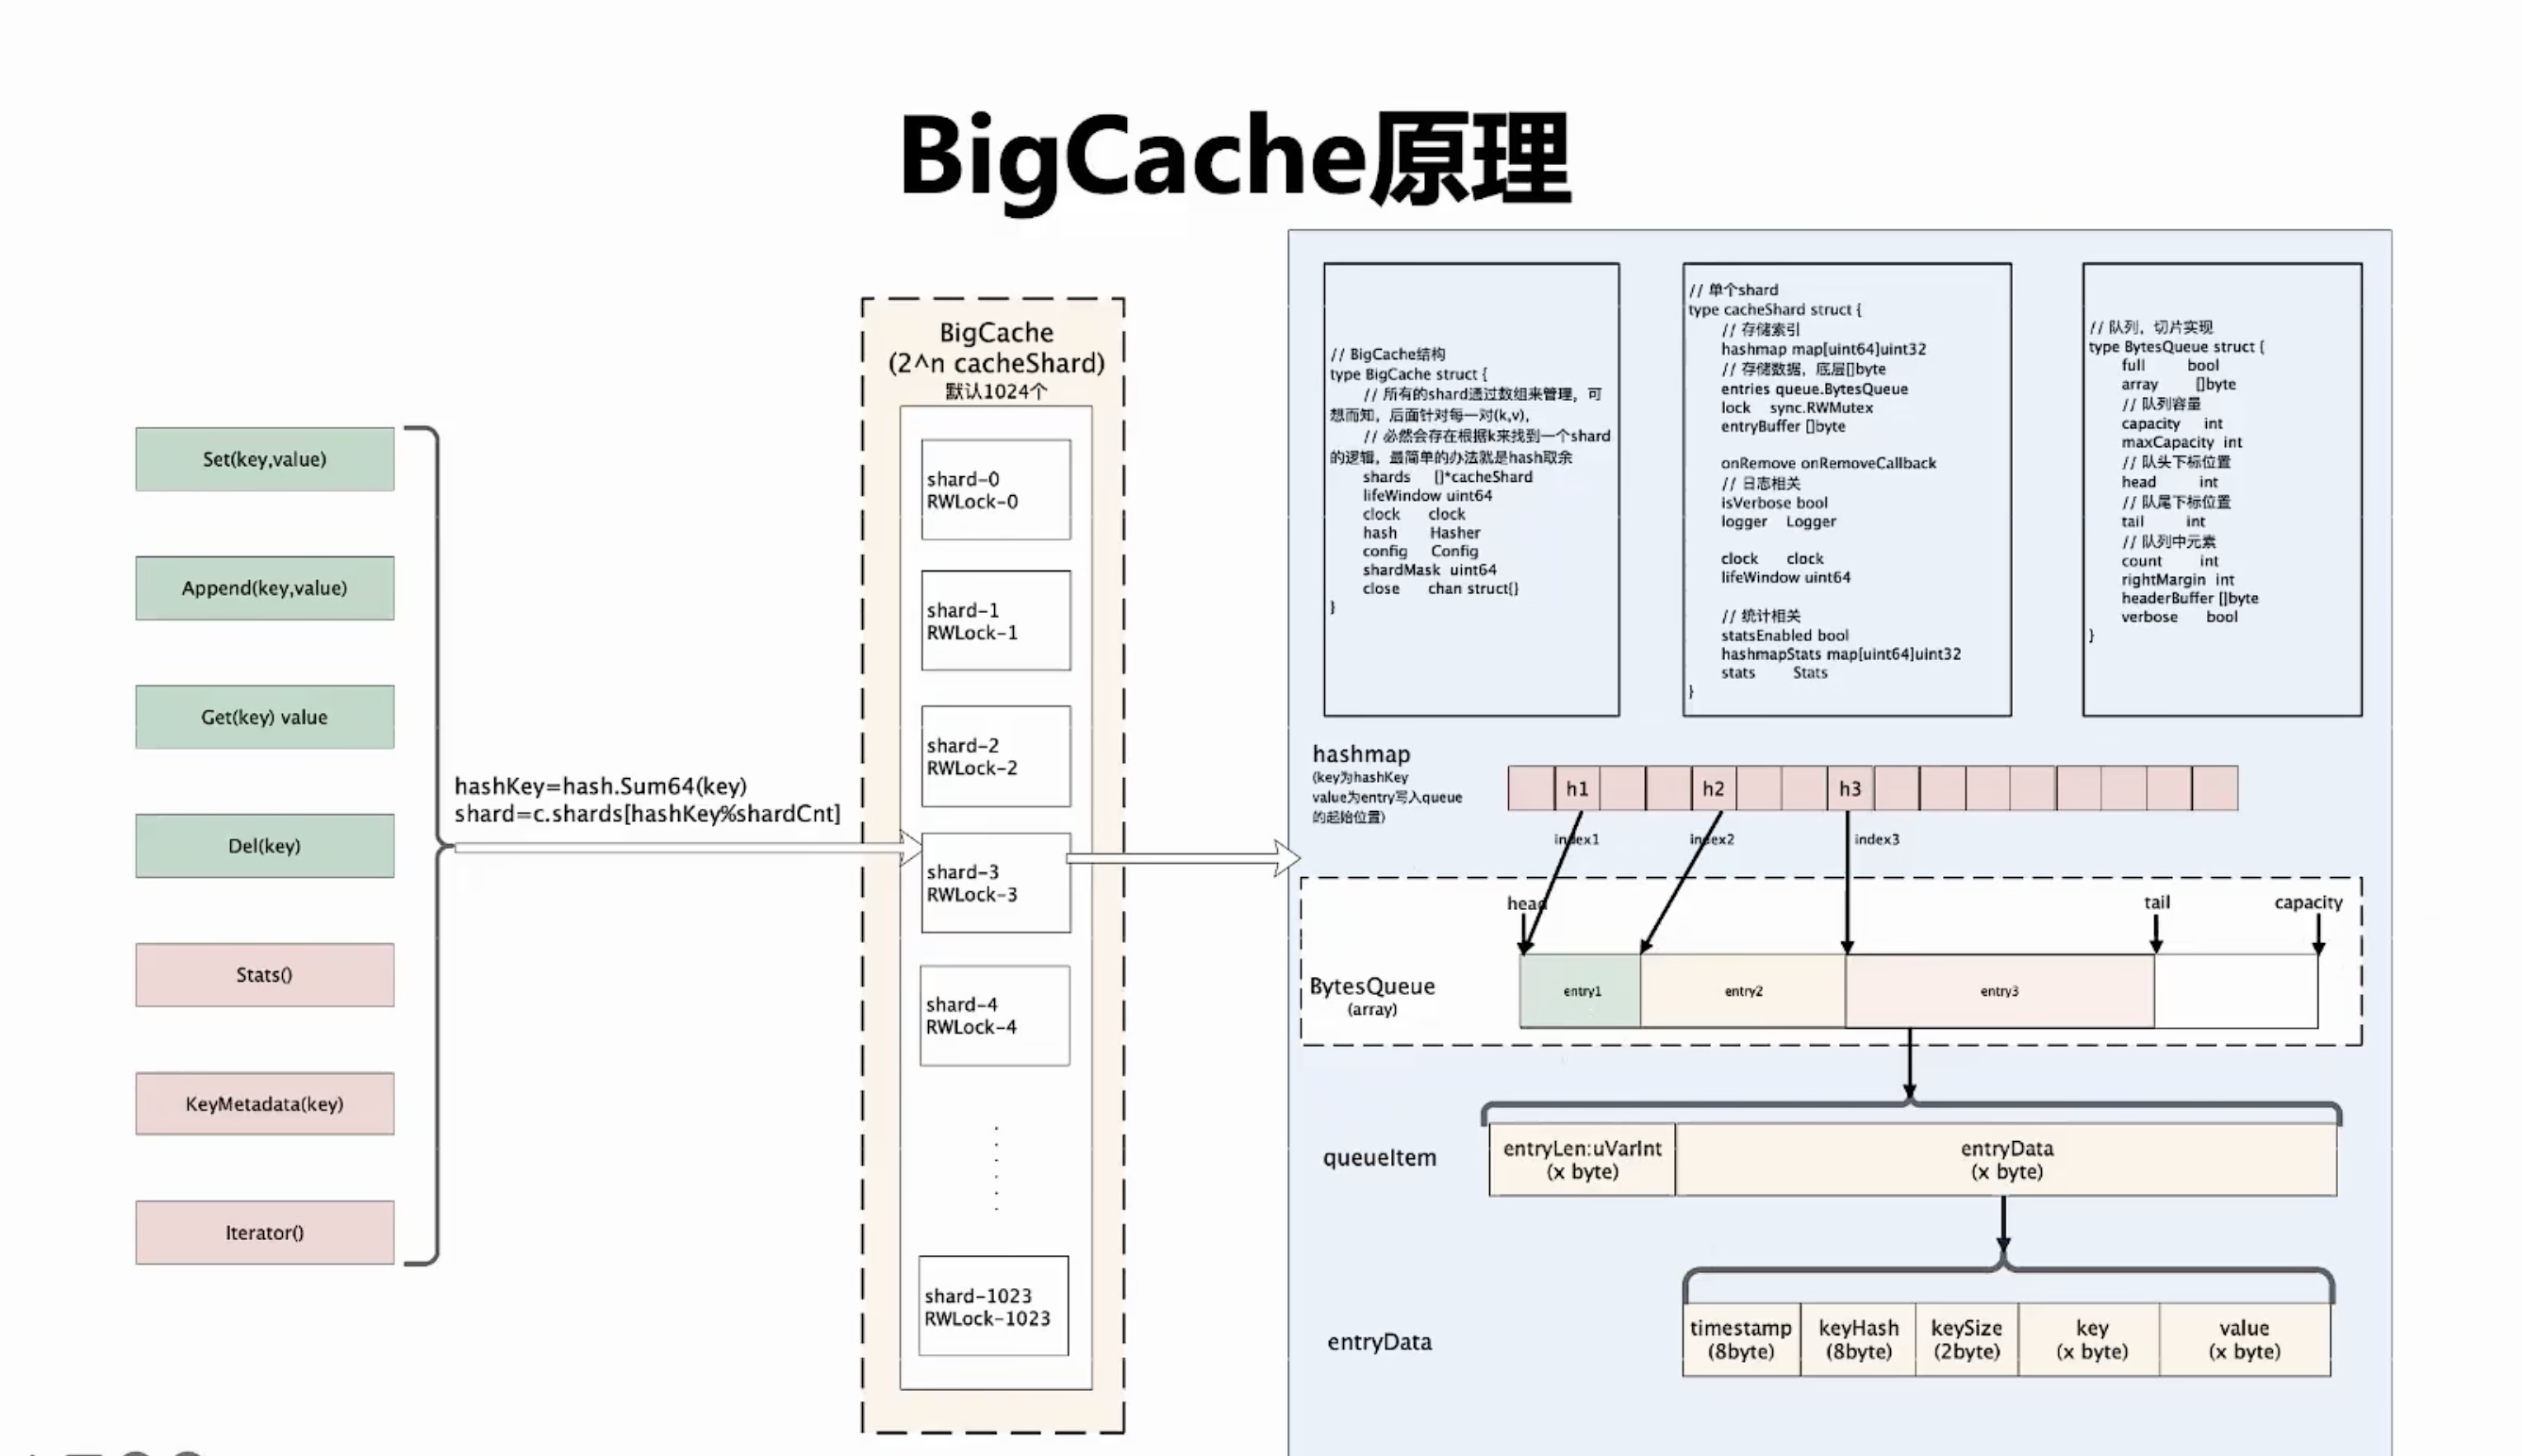 BigCache原理
Set(key,value)
Append(key,value)
Get(key) value
Del(key)
Stats()
KeyMetadata(key)
Iterator()
hashKey=hash.Sum64(key)
shard=c.shards[hashKey%shardCnt]
BigCache
(2^n cacheShard)
默认1024个
shard-0
RWLock-0
shard-1
RWLock-1
shard-2
RWLock-2
shard-3
RWLock-3
shard-4
RWLock-4
shard-1023
RWLock-1023
// BigCache结构
type BigCache struct {
// 所有的shard通过数组来管理，可
想而知，后面针对每一对(k,v)，
// 必然会存在根据k来找到一个shard
的逻辑，最简单的办法就是hash取余
shards []*cacheShard
lifeWindow uint64
clock clock
hash Hasher
config Config
shardMask uint64
close chan struct{}
}
// 单个shard
type cacheShard struct {
// 存储索引
hashmap map[uint64]uint32
// 存储数据，底层[]byte
entries queue.BytesQueue
lock sync.RWMutex
entryBuffer []byte
onRemove onRemoveCallback
// 日志相关
isVerbose bool
logger Logger
clock clock
lifeWindow uint64
// 统计相关
statsEnabled bool
hashmapStats map[uint64]uint32
stats Stats
}
// 队列，切片实现
type BytesQueue struct {
full bool
array []byte
// 队列容量
capacity int
maxCapacity int
// 队头下标位置
head int
// 队尾下标位置
tail int
// 队列中元素
count int
rightMargin int
headerBuffer []byte
verbose bool
}
hashmap
(key为hashKey
value为entry写入queue
的起始位置)
h1 h2 h3
index1 index2 index3
head tail capacity
BytesQueue
(array)
entry1 entry2 entry3
queueItem
entryLen:uVarInt
(x byte)
entryData
(x byte)
entryData
timestamp
(8byte)
keyHash
(8byte)
keySize
(2byte)
key
(x byte)
value
(x byte)